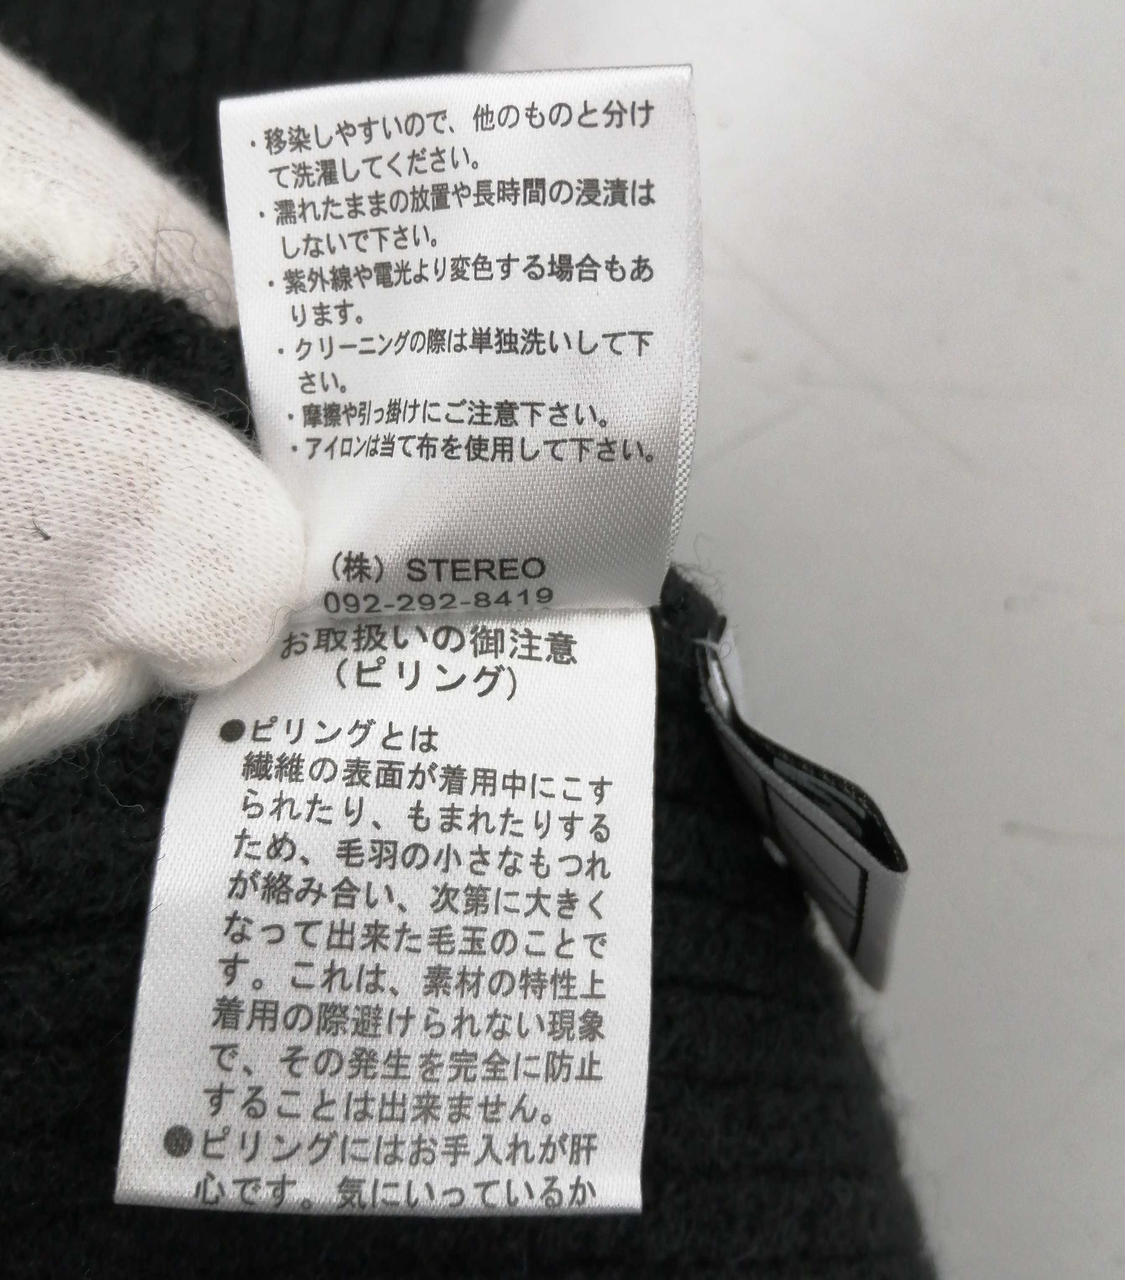 ・移染しやすいので、他のものと分け
て洗濯してください。
・濡れたままの放置や長時間の浸漬は
しないで下さい。
・紫外線や電光より変色する場合もあ
ります。
・クリーニングの際は単独洗いして下
さい。
・摩擦や引っ掛けにご注意下さい。
・アイロンは当て布を使用して下さい。
（株）STEREO
092-292-8419
お取扱いの御注意
（ピリング）
●ピリングとは
繊維の表面が着用中にこす
られたり、もまれたりする
ため、毛羽の小さなもつれ
が絡み合い、次第に大きく
なって出来た毛玉のことで
す。これは、素材の特性上
着用の際避けられない現象
で、その発生を完全に防止
することは出来ません。
●ピリングにはお手入れが肝
心です。気にいっているか